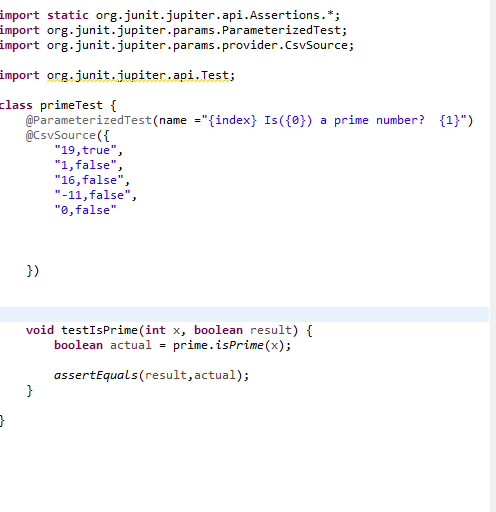 import static org.junit.jupiter.api.Assertions.*;
import org.junit.jupiter.params.ParameterizedTest;
import org.junit.jupiter.params.provider.CsvSource;
import org.junit.jupiter.api.Test;
class primeTest {
@ParameterizedTest(name ="{index} Is({0}) a prime number?  {1}")
@CsvSource({
"19,true",
"1,false",
"16,false",
"-11,false",
"0,false"
})
void testIsPrime(int x, boolean result) {
boolean actual = prime.isPrime(x);
assertEquals(result,actual);
}
}